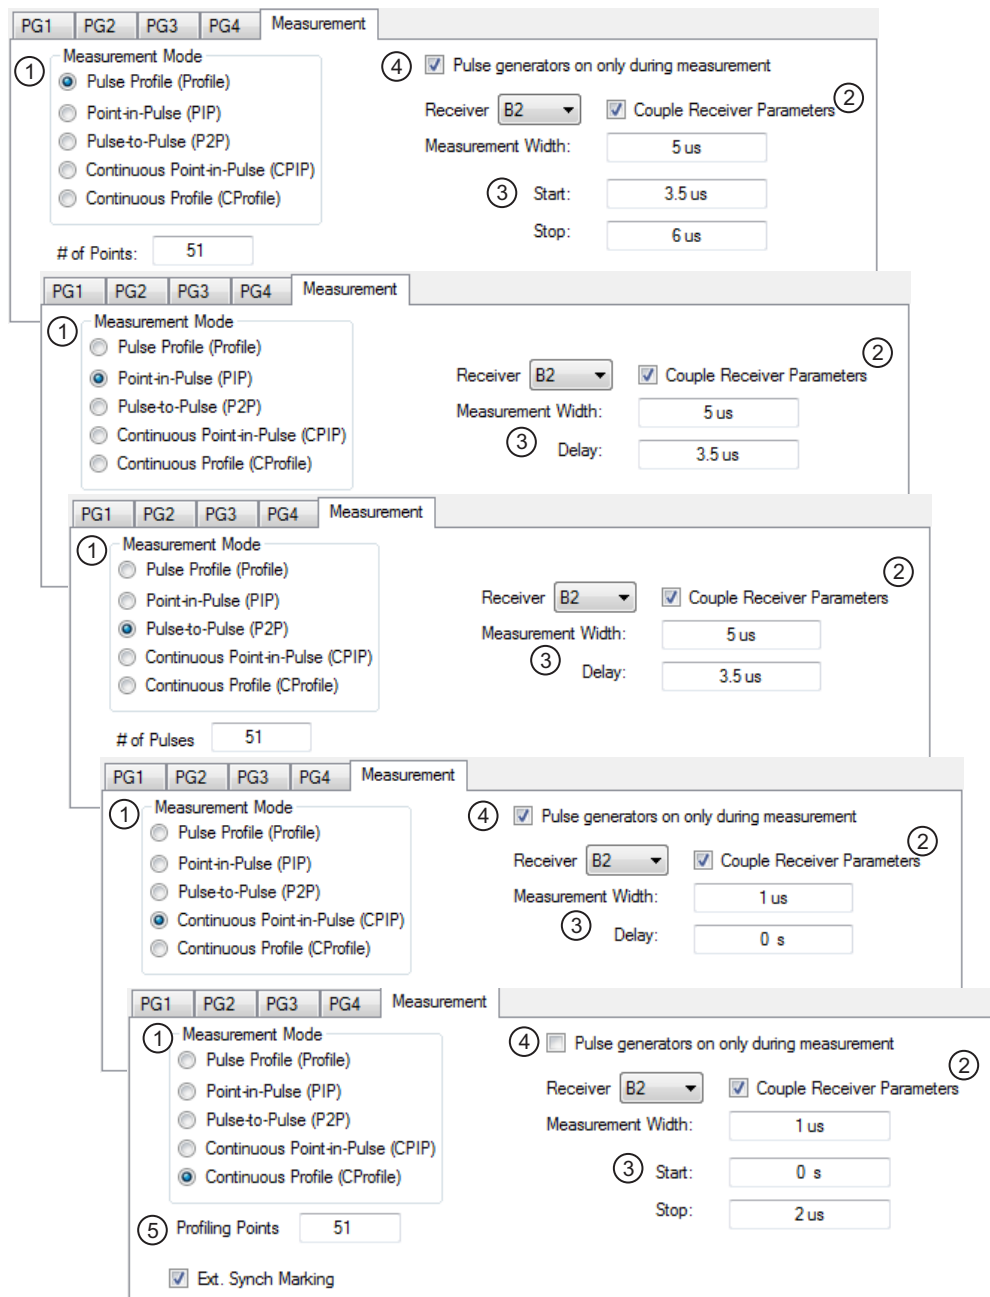 PG1 PG2 PG3 PG4 Measurement
1 Measurement Mode
Pulse Profile (Profile)
Point-in-Pulse (PIP)
Pulse-to-Pulse (P2P)
Continuous Point-in-Pulse (CPIP)
Continuous Profile (CProfile)
# of Points: 51
4 Pulse generators on only during measurement
Receiver B2 Couple Receiver Parameters 2
Measurement Width: 5 us
3 Start: 3.5 us
Stop: 6 us
PG1 PG2 PG3 PG4 Measurement
1 Measurement Mode
Pulse Profile (Profile)
Point-in-Pulse (PIP)
Pulse-to-Pulse (P2P)
Continuous Point-in-Pulse (CPIP)
Continuous Profile (CProfile)
2
Receiver B2 Couple Receiver Parameters
Measurement Width: 5 us
3 Delay: 3.5 us
PG1 PG2 PG3 PG4 Measurement
1 Measurement Mode
Pulse Profile (Profile)
Point-in-Pulse (PIP)
Pulse-to-Pulse (P2P)
Continuous Point-in-Pulse (CPIP)
Continuous Profile (CProfile)
# of Pulses 51
2
Receiver B2 Couple Receiver Parameters
Measurement Width: 5 us
3 Delay: 3.5 us
PG1 PG2 PG3 PG4 Measurement
1 Measurement Mode
Pulse Profile (Profile)
Point-in-Pulse (PIP)
Pulse-to-Pulse (P2P)
Continuous Point-in-Pulse (CPIP)
Continuous Profile (CProfile)
4 Pulse generators on only during measurement
2
Receiver B2 Couple Receiver Parameters
Measurement Width: 1 us
3 Delay: 0 s
PG1 PG2 PG3 PG4 Measurement
1 Measurement Mode
Pulse Profile (Profile)
Point-in-Pulse (PIP)
Pulse-to-Pulse (P2P)
Continuous Point-in-Pulse (CPIP)
Continuous Profile (CProfile)
5 Profiling Points 51
Ext. Synch Marking
4 Pulse generators on only during measurement
2
Receiver B2 Couple Receiver Parameters
Measurement Width: 1 us
3 Start: 0 s
Stop: 2 us